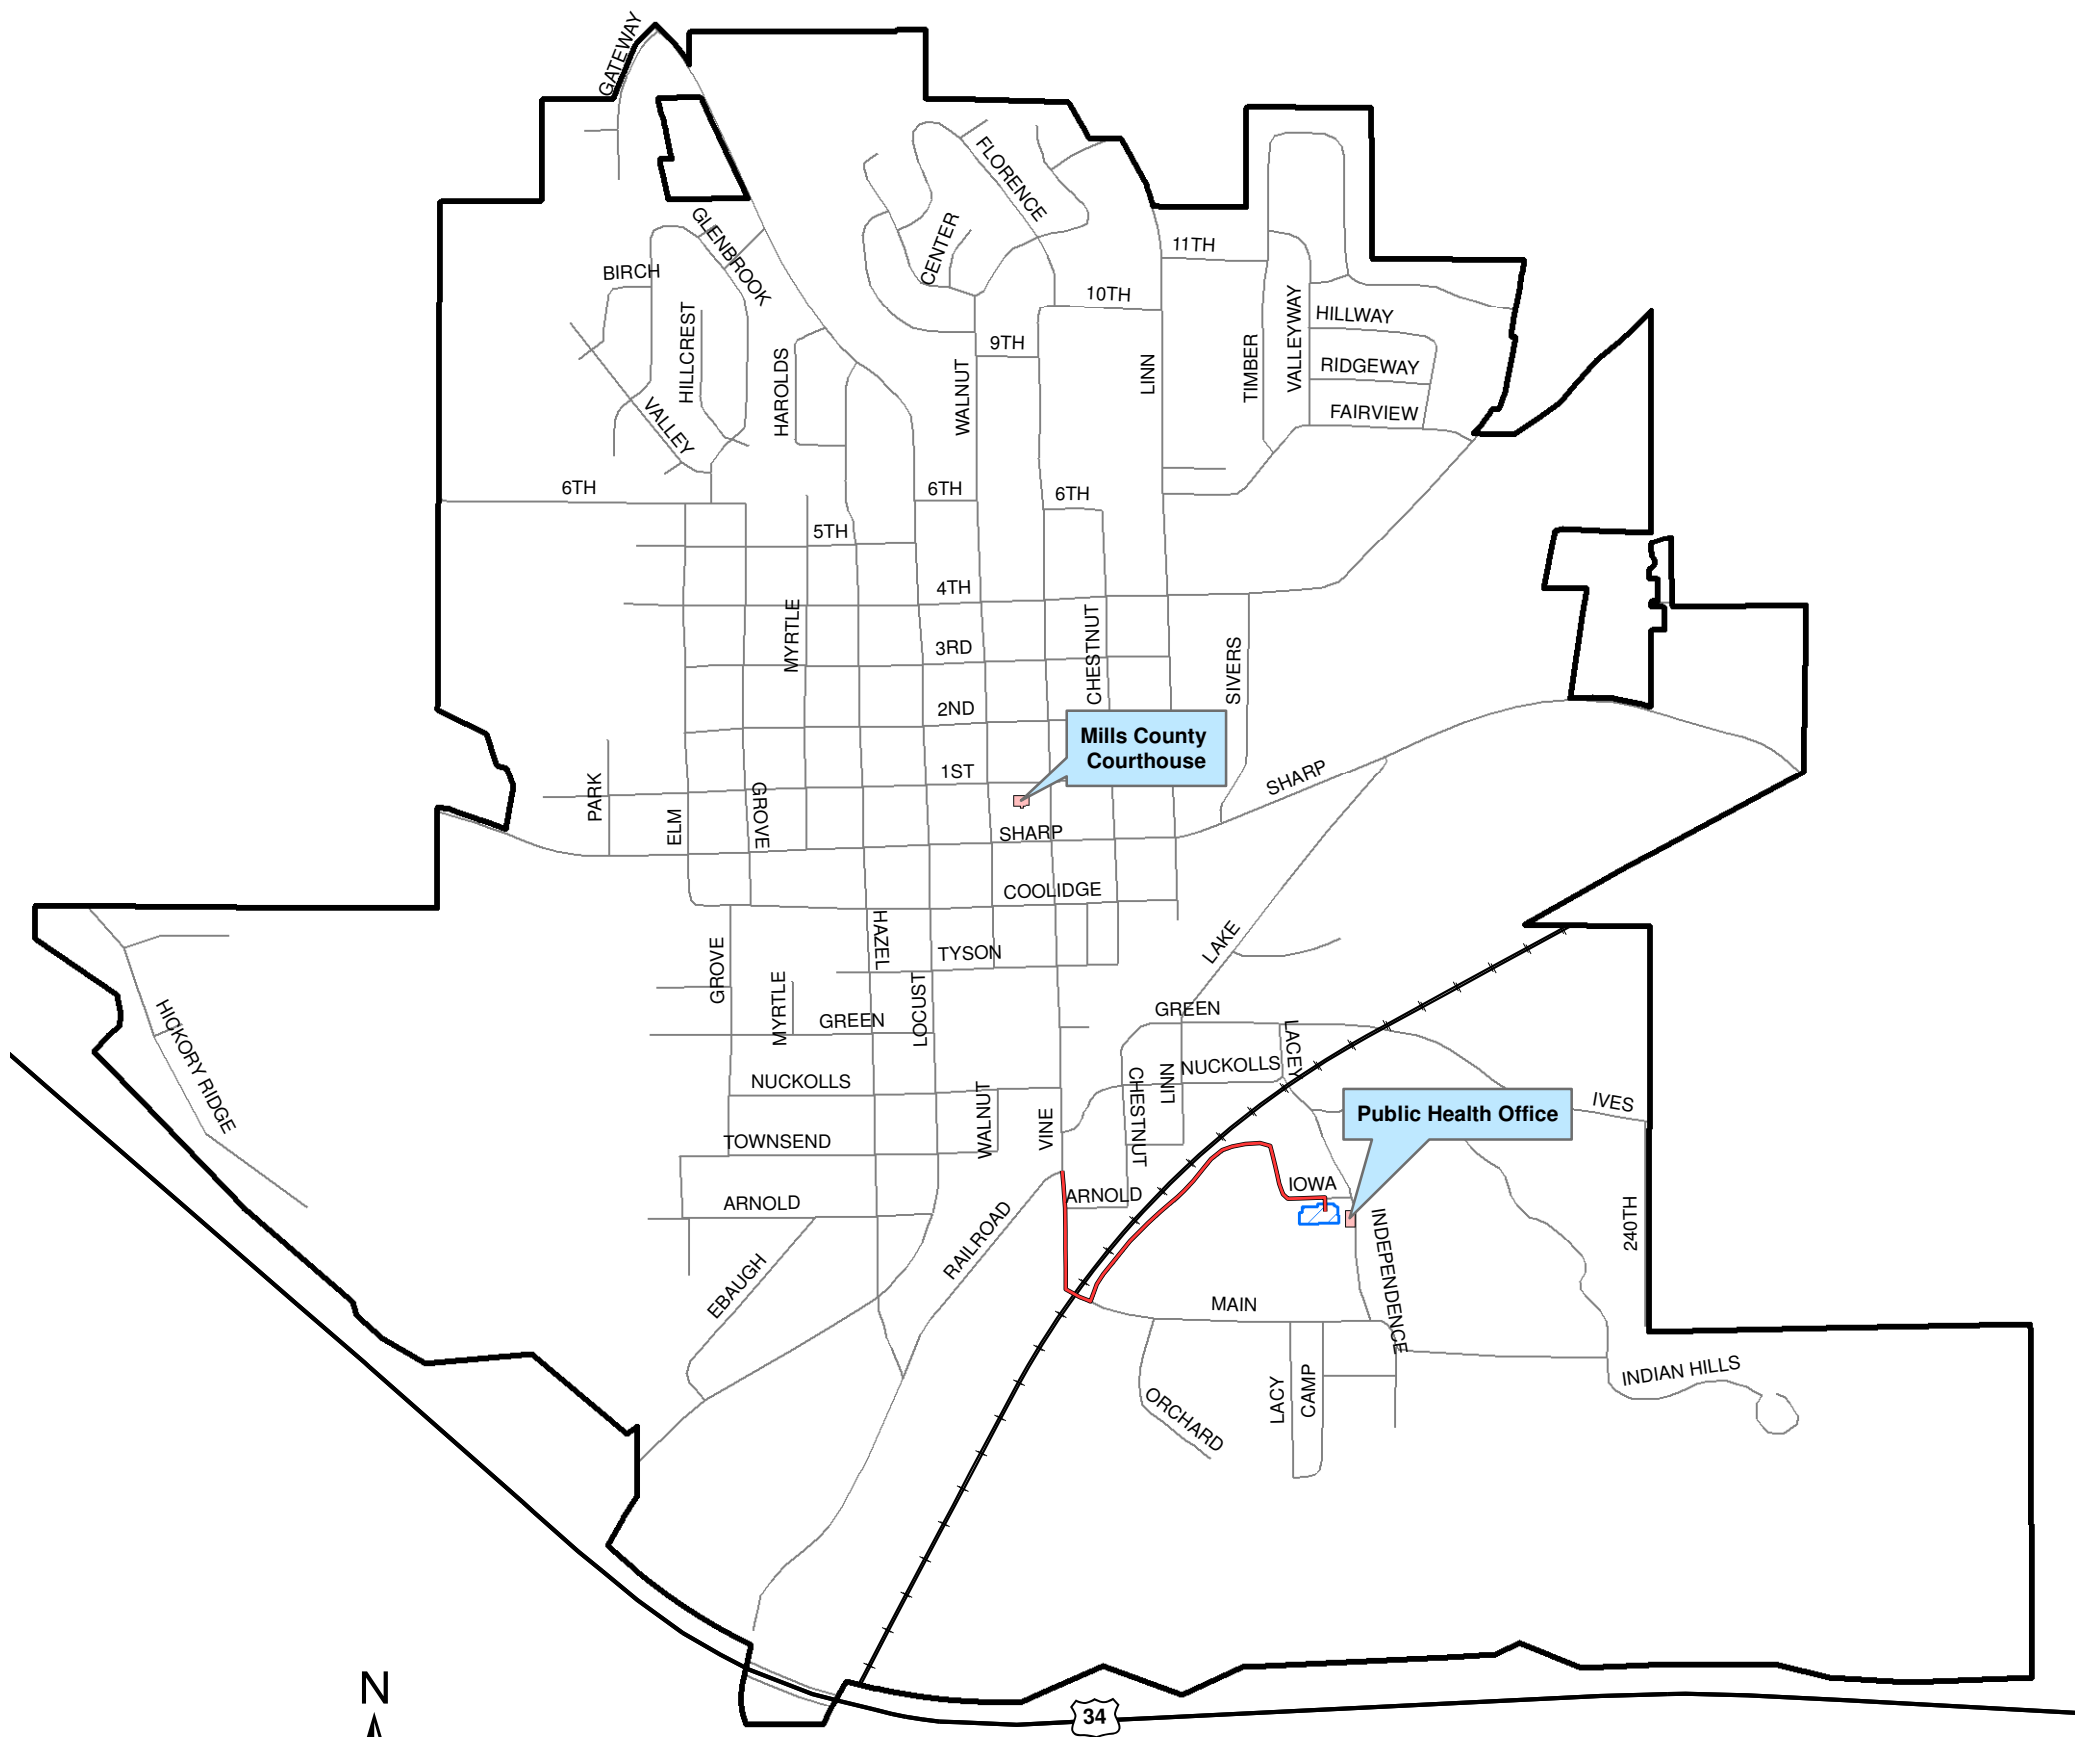 GATEWAY
FLORENCE
GLENBROOK
CENTER
11TH
BIRCH
10TH
HILLCREST
HAROLDS
9TH
WALNUT
LINN
TIMBER
VALLEYWAY
HILLWAY
RIDGEWAY
FAIRVIEW
VALLEY
6TH
6TH
6TH
5TH
4TH
MYRTLE
3RD
CHESTNUT
SIVERS
2ND
Mills County
Courthouse
1ST
PARK
ELM
GROVE
SHARP
SHARP
COOLIDGE
HAZEL
GROVE
TYSON
LAKE
MYRTLE
LOCUST
GREEN
GREEN
LACEY
HICKORY RIDGE
NUCKOLLS
NUCKOLLS
LINN
CHESTNUT
WALNUT
VINE
Public Health Office
IVES
TOWNSEND
ARNOLD
ARNOLD
IOWA
RAILROAD
INDEPENDENCE
240TH
EBAUGH
MAIN
ORCHARD
LACY
CAMP
INDIAN HILLS
N
34